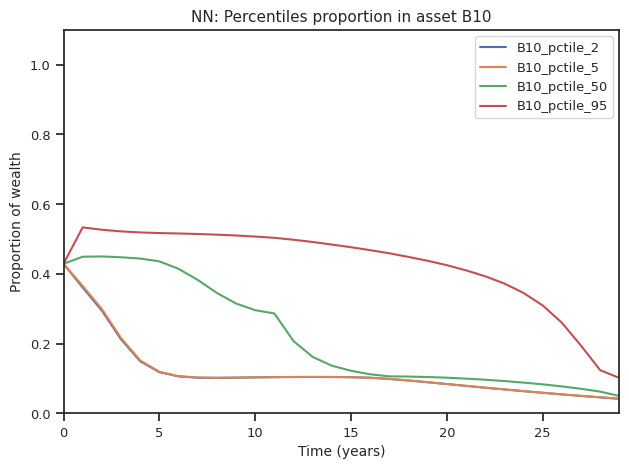 NN: Percentiles proportion in asset B10
B10_pctile_2
B10_pctile_5
B10_pctile_50
B10_pctile_95
Proportion of wealth
1.0
0.8
0.6
0.4
0.2
0.0
0 5 10 15 20 25
Time (years)